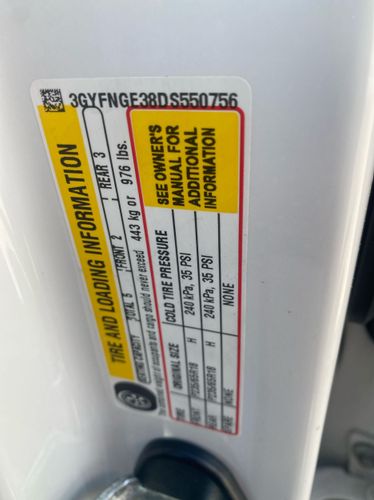 3GYFNGE38DS550756
TIRE AND LOADING INFORMATION
SEATING CAPACITY TOTAL 5 FRONT 2 REAR 3
The combined weight of occupants and cargo should never exceed 443 kg or 976 lbs.
TIRE ORIGINAL SIZE COLD TIRE PRESSURE
FRONT P235/65R18 H 240 kPa, 35 PSI
REAR P235/65R18 H 240 kPa, 35 PSI
SPARE NONE NONE
SEE OWNER'S
MANUAL FOR
ADDITIONAL
INFORMATION